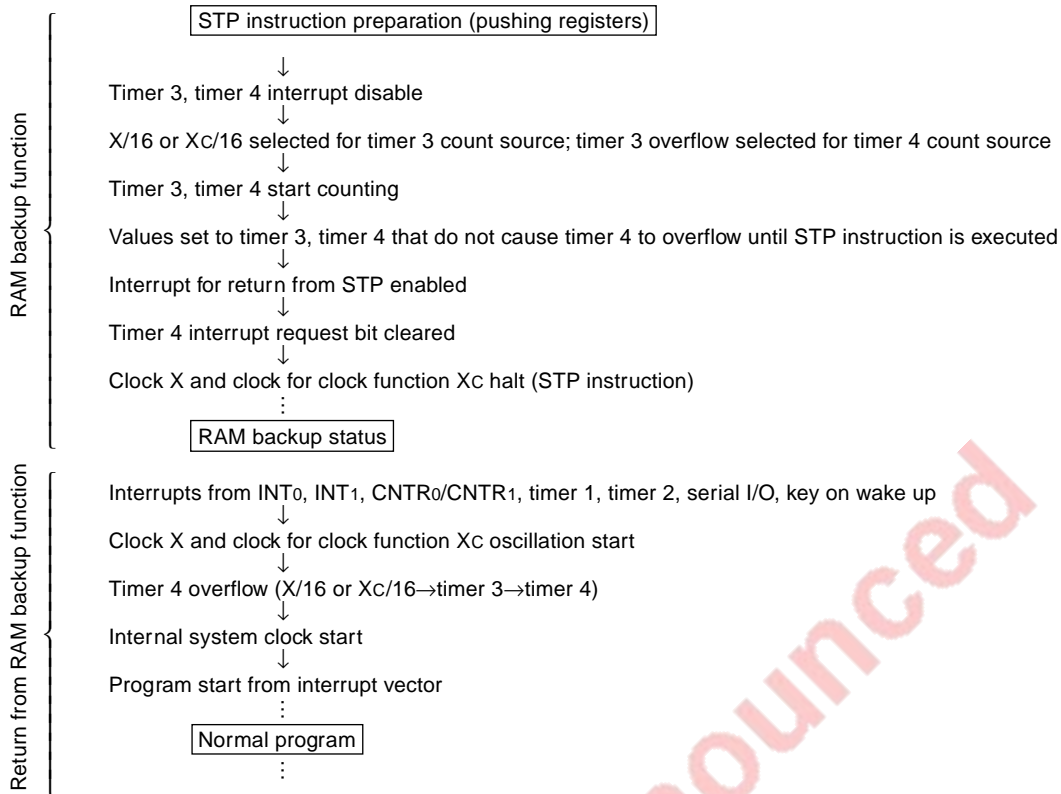 STP instruction preparation (pushing registers)
↓
Timer 3, timer 4 interrupt disable
↓
X/16 or XC/16 selected for timer 3 count source; timer 3 overflow selected for timer 4 count source
↓
Timer 3, timer 4 start counting
↓
Values set to timer 3, timer 4 that do not cause timer 4 to overflow until STP instruction is executed
↓
Interrupt for return from STP enabled
↓
Timer 4 interrupt request bit cleared
↓
Clock X and clock for clock function XC halt (STP instruction)
⋮
RAM backup status
RAM backup function
Interrupts from INT0, INT1, CNTR0/CNTR1, timer 1, timer 2, serial I/O, key on wake up
↓
Clock X and clock for clock function XC oscillation start
↓
Timer 4 overflow (X/16 or XC/16→timer 3→timer 4)
↓
Internal system clock start
↓
Program start from interrupt vector
⋮
Normal program
⋮
Return from RAM backup function
ounced